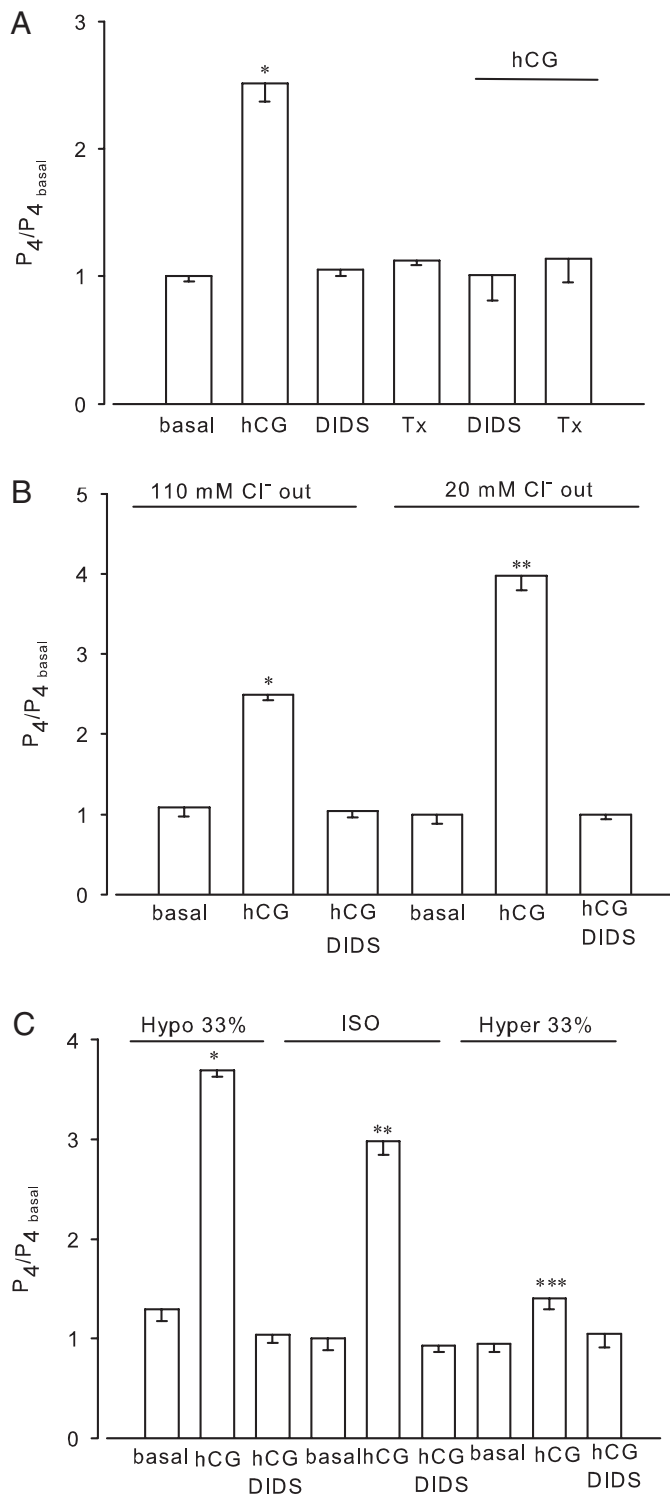 A
3
2
1
0
P4/P4 basal
hCG
*
basal hCG DIDS Tx DIDS Tx
B
5
4
3
2
1
0
P4/P4 basal
110 mM Cl⁻ out 20 mM Cl⁻ out
**
*
basal hCG hCG DIDS basal hCG hCG DIDS
C
4
3
2
1
0
P4/P4 basal
Hypo 33% ISO Hyper 33%
*
**
***
basal hCG hCG DIDS basal hCG hCG DIDS basal hCG hCG DIDS